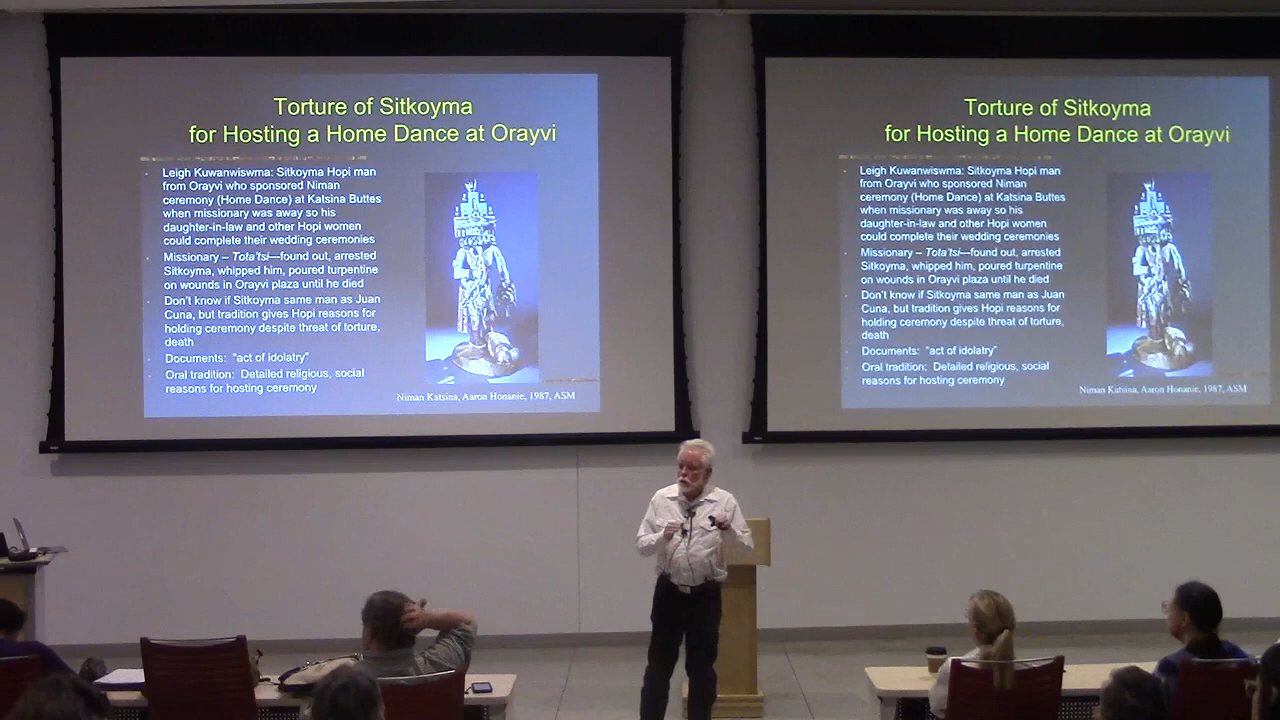 Torture of Sitkoyma
for Hosting a Home Dance at Orayvi
Leigh Kuwanwiswma: Sitkoyma Hopi man
from Orayvi who sponsored Niman
ceremony (Home Dance) at Katsina Buttes
when missionary was away so his
daughter-in-law and other Hopi women
could complete their wedding ceremonies
Missionary – Tota'tsi—found out, arrested
Sitkoyma, whipped him, poured turpentine
on wounds in Orayvi plaza until he died
Don't know if Sitkoyma same man as Juan
Cuna, but tradition gives Hopi reasons for
holding ceremony despite threat of torture,
death
Documents: "act of idolatry"
Oral tradition: Detailed religious, social
reasons for hosting ceremony
Niman Katsina, Aaron Honanie, 1987, ASM
Torture of Sitkoyma
for Hosting a Home Dance at Orayvi
Leigh Kuwanwiswma: Sitkoyma Hopi man
from Orayvi who sponsored Niman
ceremony (Home Dance) at Katsina Buttes
when missionary was away so his
daughter-in-law and other Hopi women
could complete their wedding ceremonies
Missionary – Tota'tsi—found out, arrested
Sitkoyma, whipped him, poured turpentine
on wounds in Orayvi plaza until he died
Don't know if Sitkoyma same man as Juan
Cuna, but tradition gives Hopi reasons for
holding ceremony despite threat of torture,
death
Documents: "act of idolatry"
Oral tradition: Detailed religious, social
reasons for hosting ceremony
Niman Katsina, Aaron Honanie, 1987, ASM